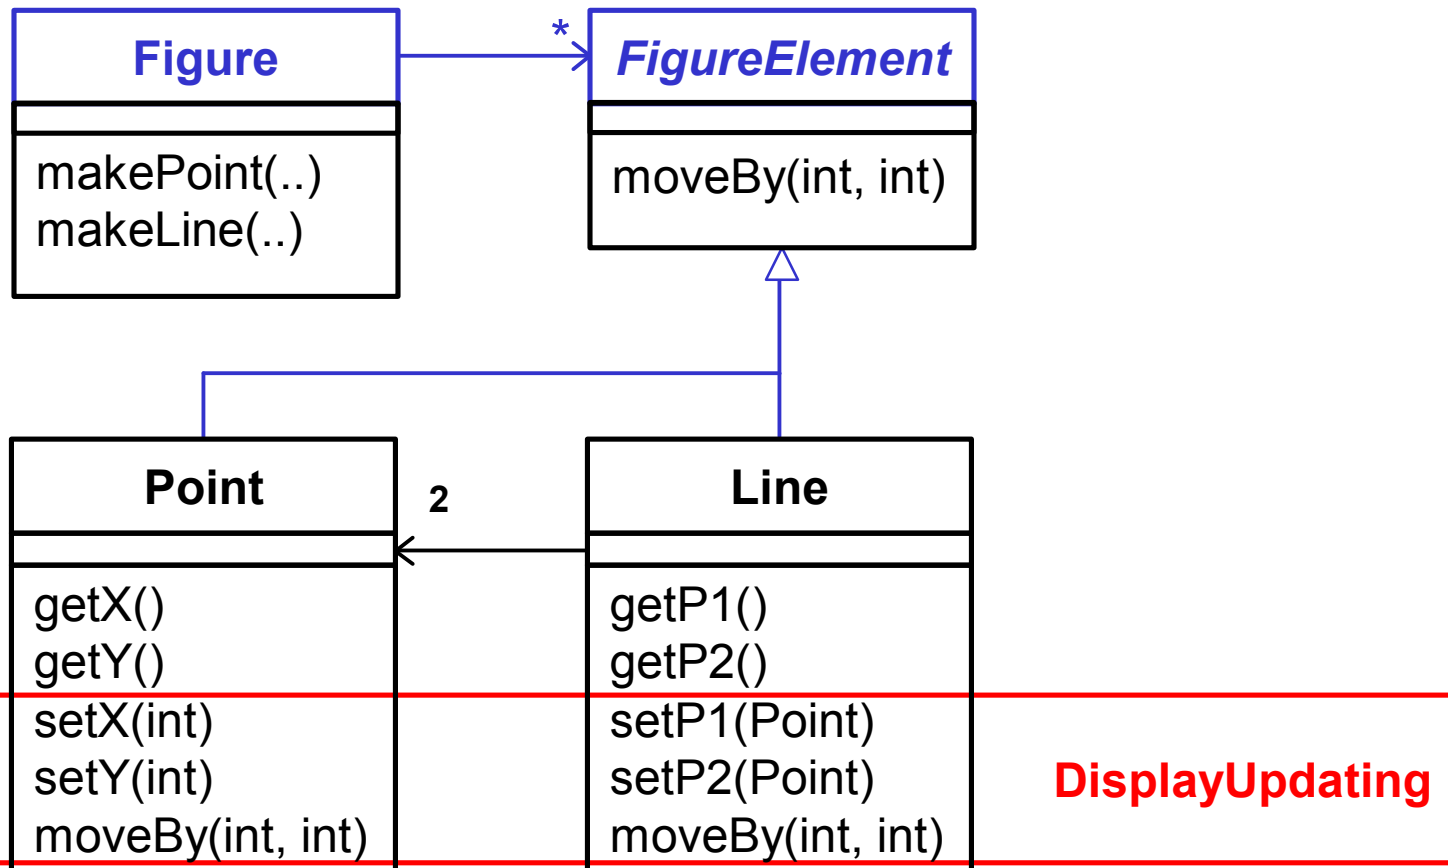 Figure
*
FigureElement
makePoint(..)
makeLine(..)
moveBy(int, int)
Point
2
Line
getX()
getY()
setX(int)
setY(int)
moveBy(int, int)
getP1()
getP2()
setP1(Point)
setP2(Point)
moveBy(int, int)
DisplayUpdating